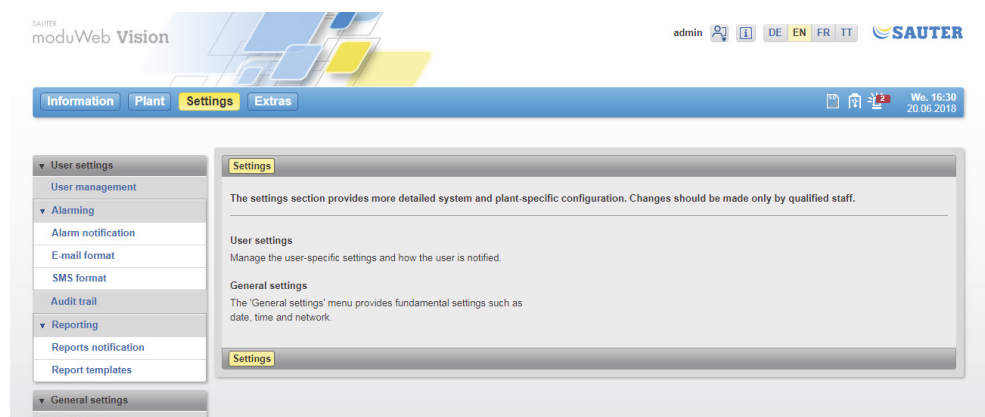 SAUTER
moduWeb Vision
admin DE EN FR TT SAUTER
Information Plant Settings Extras
2 We. 16:30
20.06.2018
User settings
User management
Alarming
Alarm notification
E-mail format
SMS format
Audit trail
Reporting
Reports notification
Report templates
General settings
Settings
The settings section provides more detailed system and plant-specific configuration. Changes should be made only by qualified staff.
User settings
Manage the user-specific settings and how the user is notified.
General settings
The 'General settings' menu provides fundamental settings such as
date, time and network.
Settings